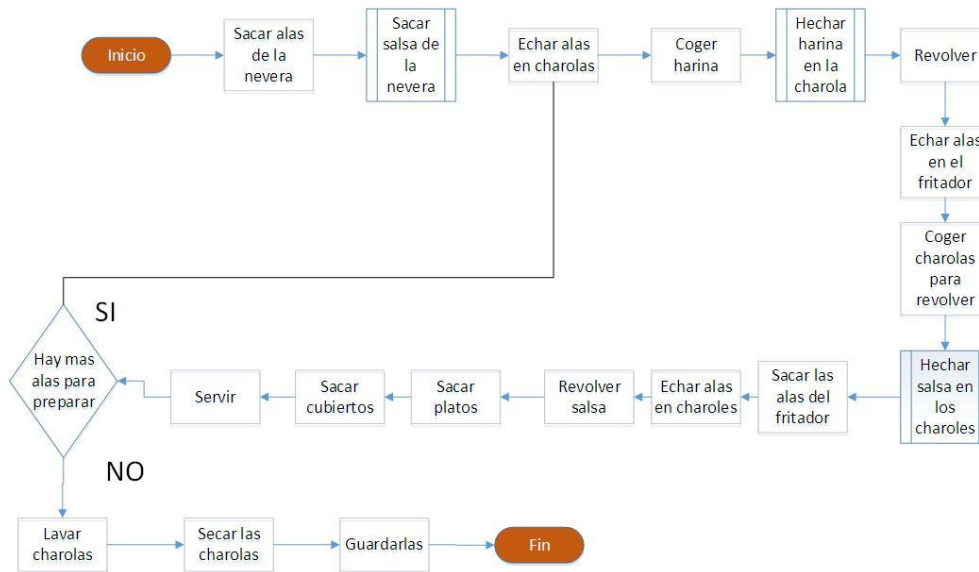 Inicio
Sacar alas
de la
nevera
Sacar
salsa de
la
nevera
Echar alas
en charolas
Coger
harina
Hechar
harina
en la
charola
Revolver
Echar alas
en el
fritador
Coger
charolas
para
revolver
Hechar
salsa en
los
charoles
Sacar las
alas del
fritador
Echar alas
en charoles
Revolver
salsa
Sacar
platos
Sacar
cubiertos
Servir
Hay mas
alas para
preparar
SI
NO
Lavar
charolas
Secar las
charolas
Guardarlas
Fin